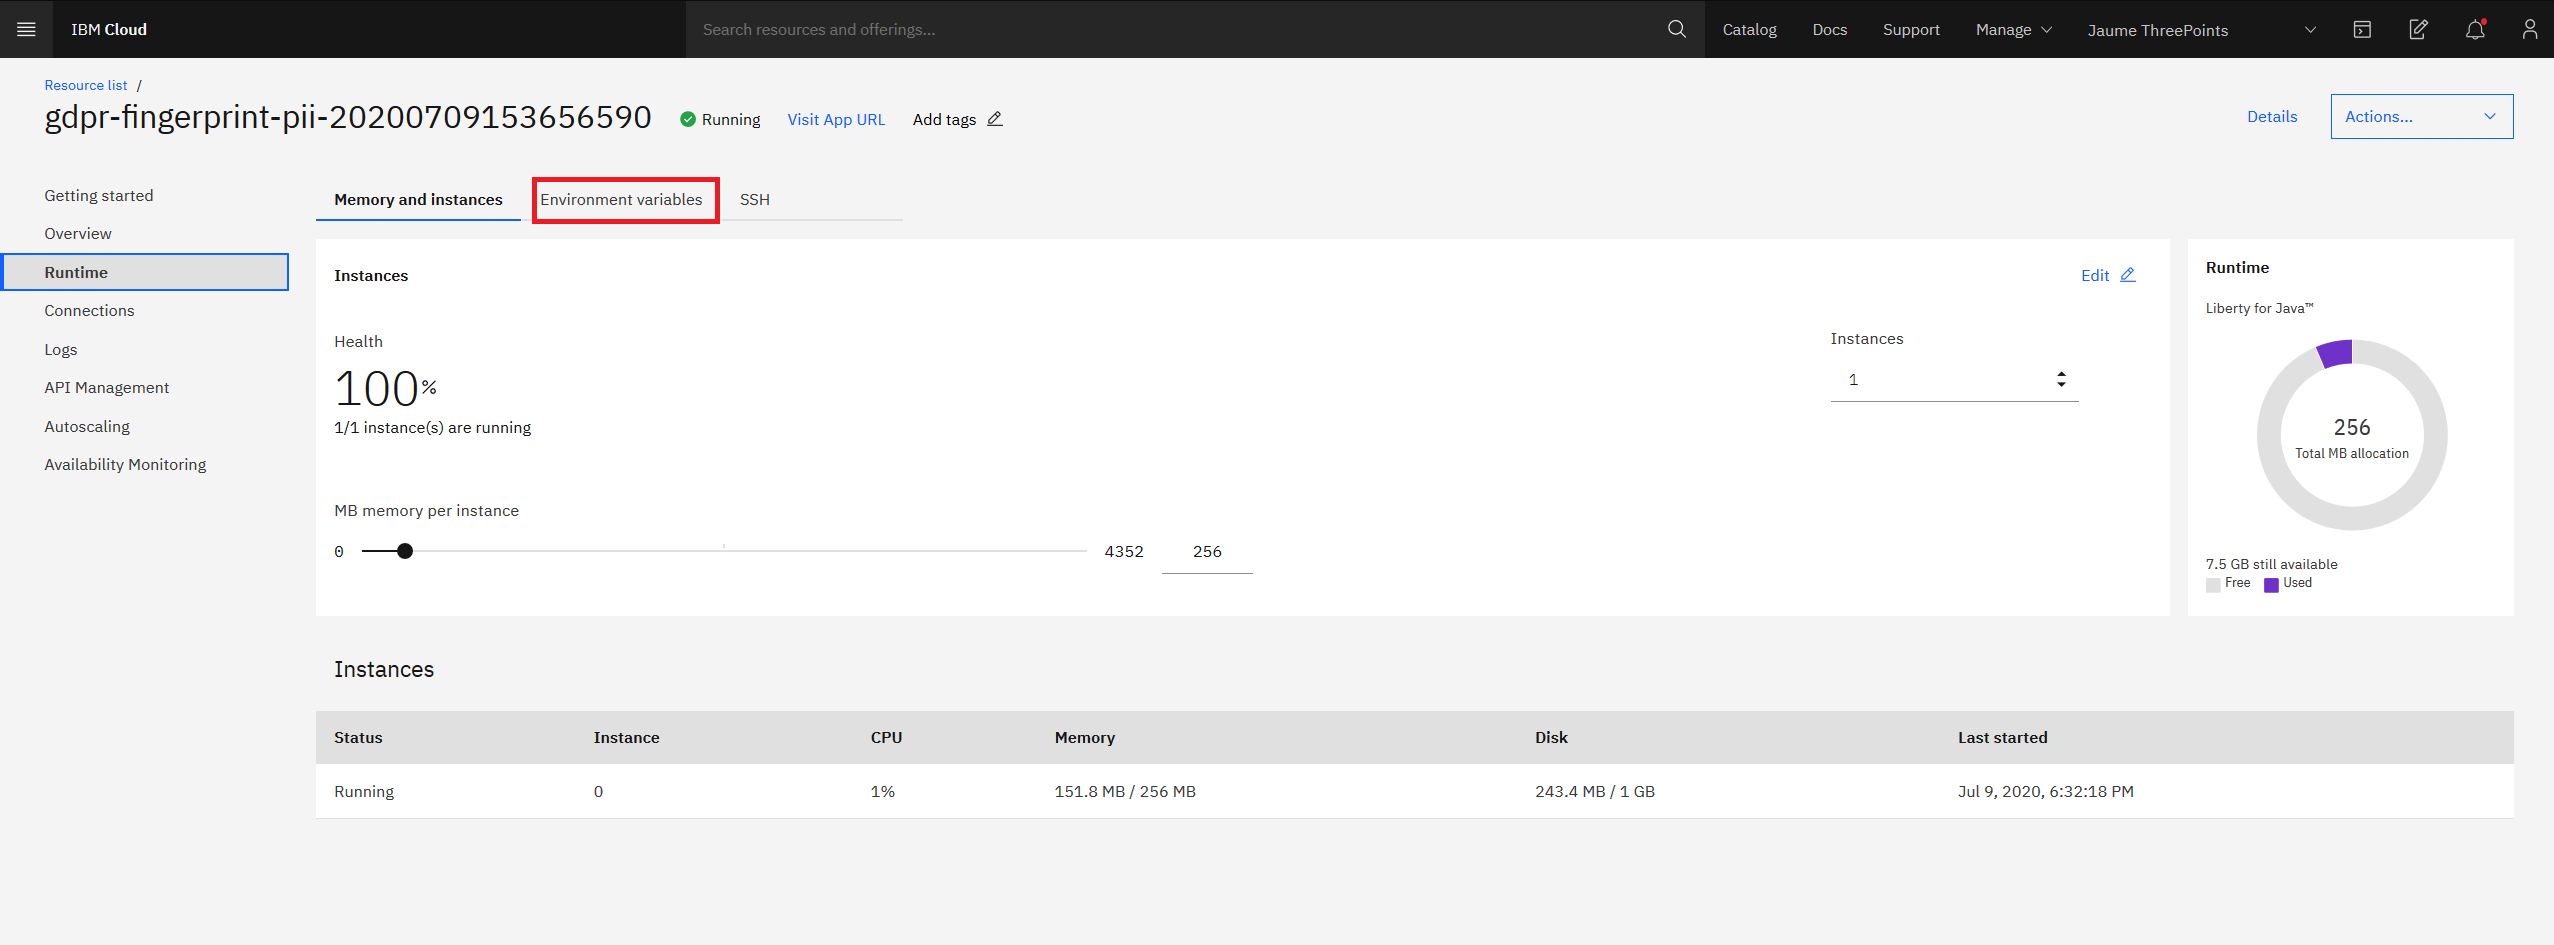 IBM Cloud
Search resources and offerings...
Catalog
Docs
Support
Manage
Jaume ThreePoints
Resource list /
gdpr-fingerprint-pii-20200709153656590
Running
Visit App URL
Add tags
Details
Actions...
Getting started
Overview
Runtime
Connections
Logs
API Management
Autoscaling
Availability Monitoring
Memory and instances
Environment variables
SSH
Instances
Edit
Health
100%
1/1 instance(s) are running
Instances
1
MB memory per instance
0
4352
256
Runtime
Liberty for Java™
256
Total MB allocation
7.5 GB still available
Free
Used
Instances
Status Instance CPU Memory Disk Last started
Running 0 1% 151.8 MB / 256 MB 243.4 MB / 1 GB Jul 9, 2020, 6:32:18 PM